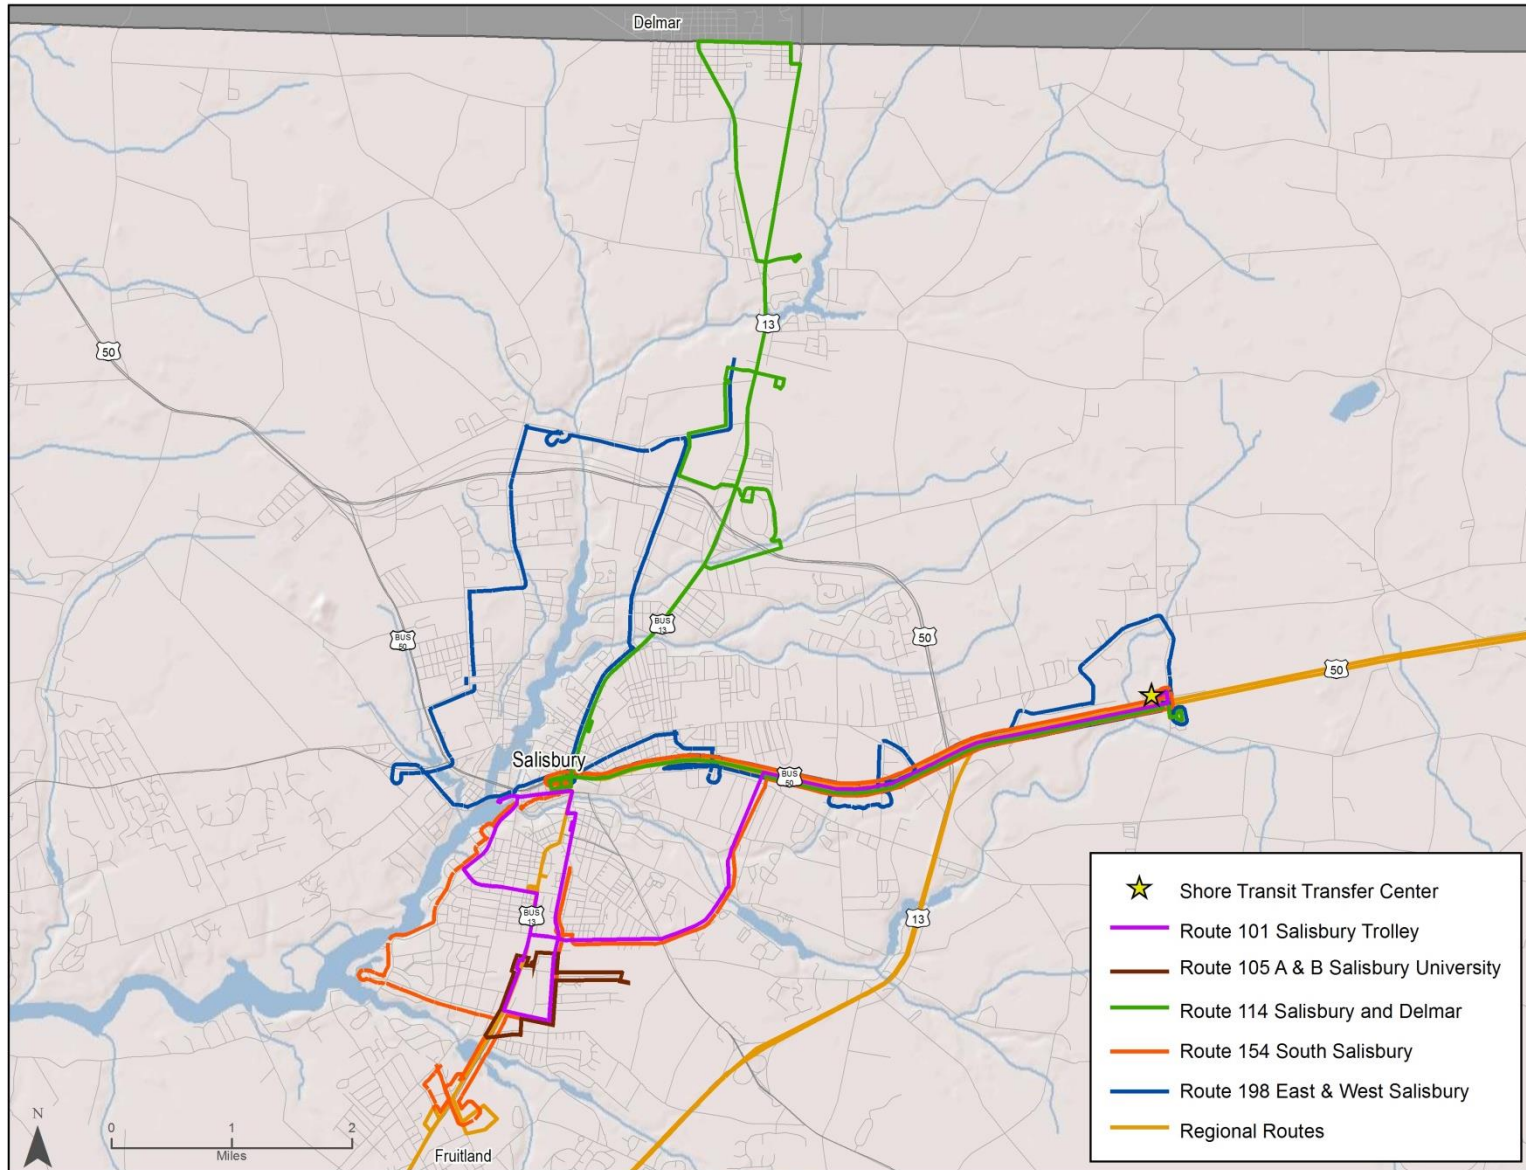 Delmar
13
50
BUS
13
BUS
50
50
50
Salisbury
BUS
50
BUS
13
13
Shore Transit Transfer Center
Route 101 Salisbury Trolley
Route 105 A & B Salisbury University
Route 114 Salisbury and Delmar
Route 154 South Salisbury
Route 198 East & West Salisbury
Regional Routes
N
0 1 2
Miles
Fruitland